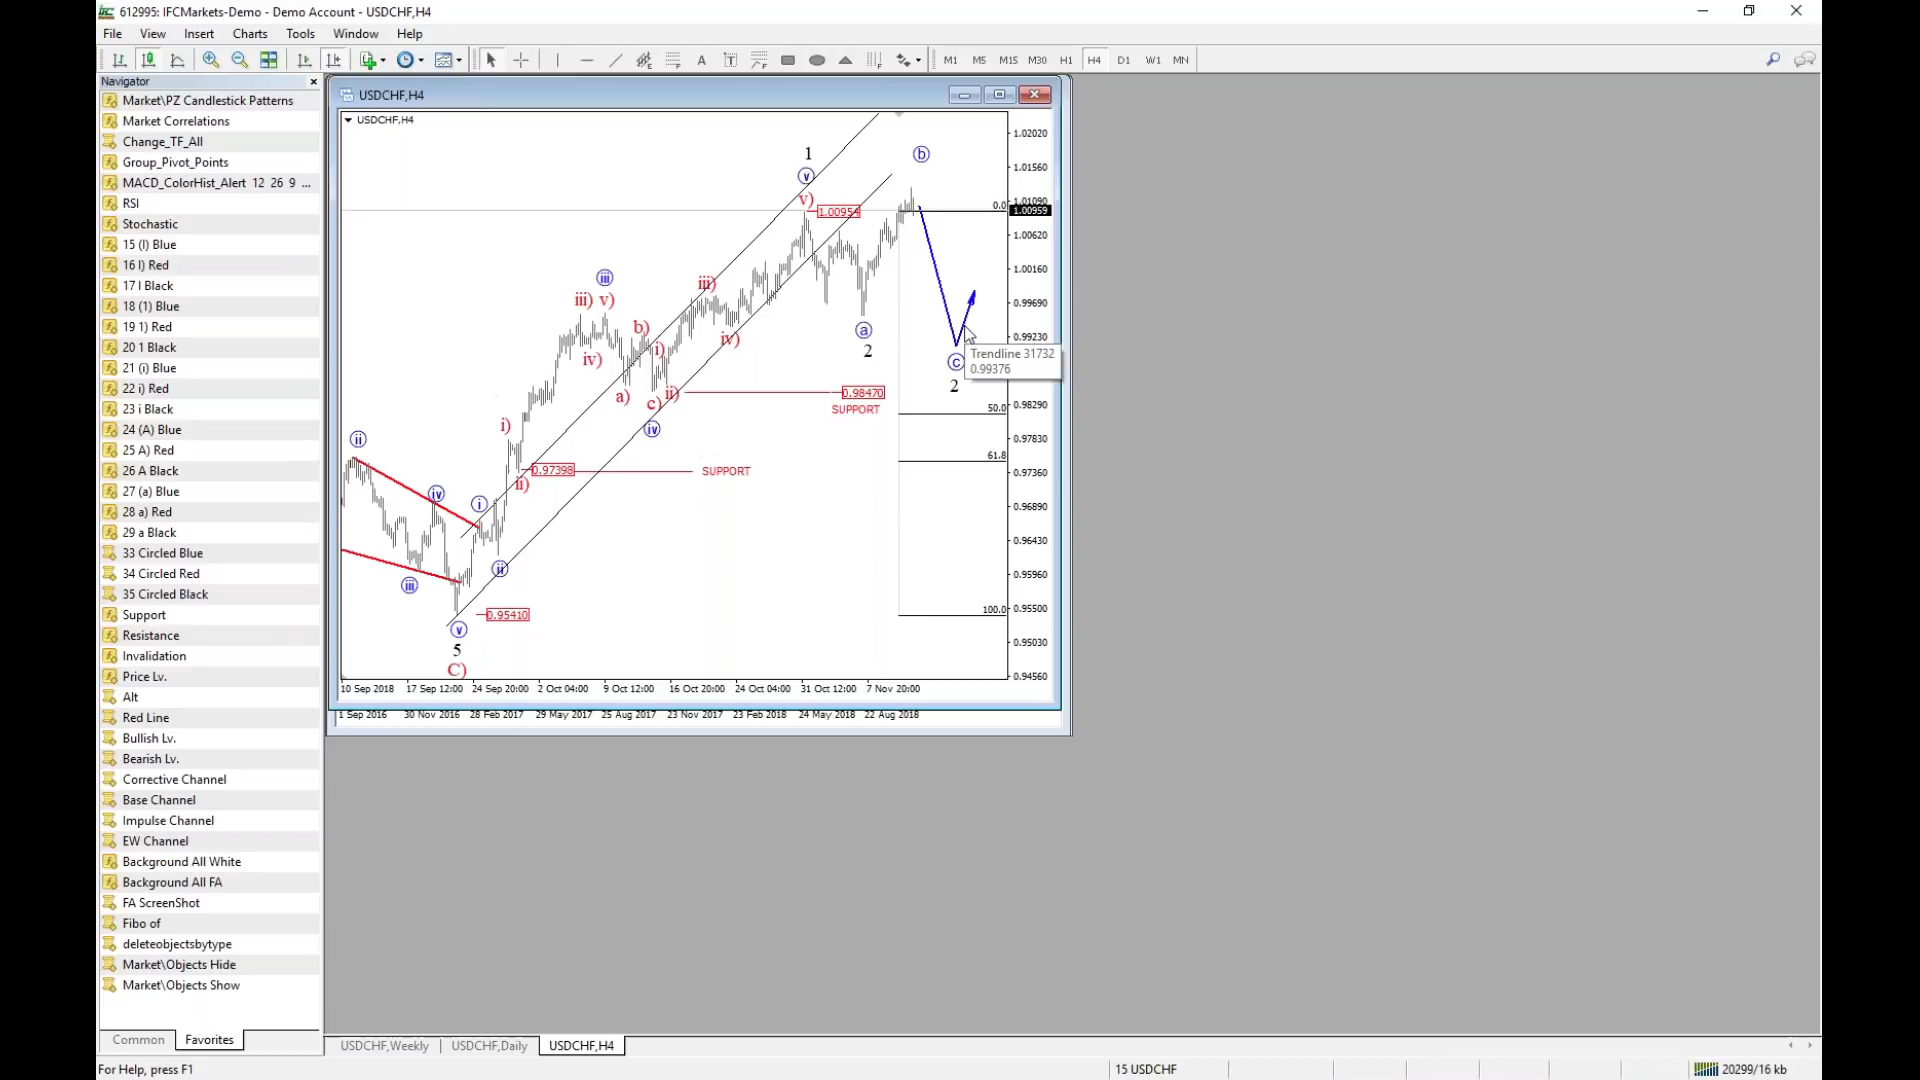 612995: IFCMarkets-Demo - Demo Account - USDCHF,H4
File View Insert Charts Tools Window Help
M1 M5 M15 M30 H1 H4 D1 W1 MN
Navigator
Market\PZ Candlestick Patterns
Market Correlations
Change_TF_All
Group_Pivot_Points
MACD_ColorHist_Alert 12 26 9 ...
RSI
Stochastic
15 (I) Blue
16 I) Red
17 I Black
18 (1) Blue
19 1) Red
20 1 Black
21 (i) Blue
22 i) Red
23 i Black
24 (A) Blue
25 A) Red
26 A Black
27 (a) Blue
28 a) Red
29 a Black
33 Circled Blue
34 Circled Red
35 Circled Black
Support
Resistance
Invalidation
Price Lv.
Alt
Red Line
Bullish Lv.
Bearish Lv.
Corrective Channel
Base Channel
Impulse Channel
EW Channel
Background All White
Background All FA
FA ScreenShot
Fibo of
deleteobjectsbytype
Market\Objects Hide
Market\Objects Show
Common Favorites
USDCHF,H4
USDCHF,H4
1
b
v
v)
1.00954
iii
iii) v)
iii)
b)
iv)
i)
iv)
a
2
a)
c)
ii)
iv
0.98470
SUPPORT
i)
ii
0.97398
SUPPORT
ii)
iv
i
ii
iii
0.95410
v
5
C)
c
2
Trendline 31732
0.99376
0.0
50.0
61.8
100.0
1.02020
1.01560
1.01090
1.00959
1.00620
1.00160
0.99690
0.99230
0.98290
0.97830
0.97360
0.96890
0.96430
0.95960
0.95500
0.95030
0.94560
10 Sep 2018 17 Sep 12:00 24 Sep 20:00 2 Oct 04:00 9 Oct 12:00 16 Oct 20:00 24 Oct 04:00 31 Oct 12:00 7 Nov 20:00
1 Sep 2016 30 Nov 2016 28 Feb 2017 29 May 2017 25 Aug 2017 23 Nov 2017 23 Feb 2018 24 May 2018 22 Aug 2018
USDCHF,Weekly USDCHF,Daily USDCHF,H4
For Help, press F1
15 USDCHF
20299/16 kb